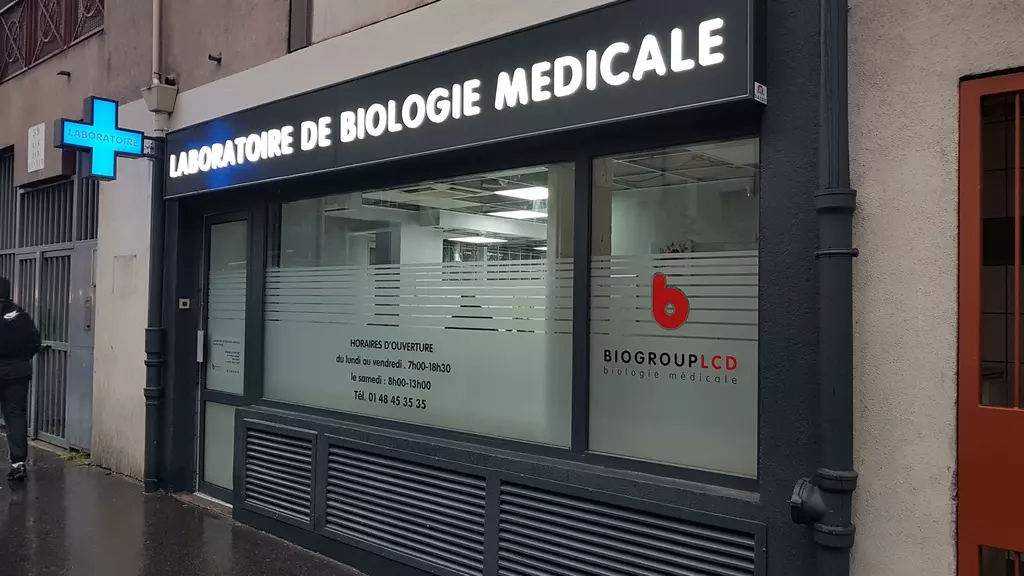 LABORATOIRE DE BIOLOGIE MEDICALE
LABORATOIRE
HORAIRES D'OUVERTURE
du lundi au vendredi : 7h00-18h30
le samedi : 8h00-13h00
Tél. 01 48 45 35 35
b
BIOGROUPLCD
biologie médicale